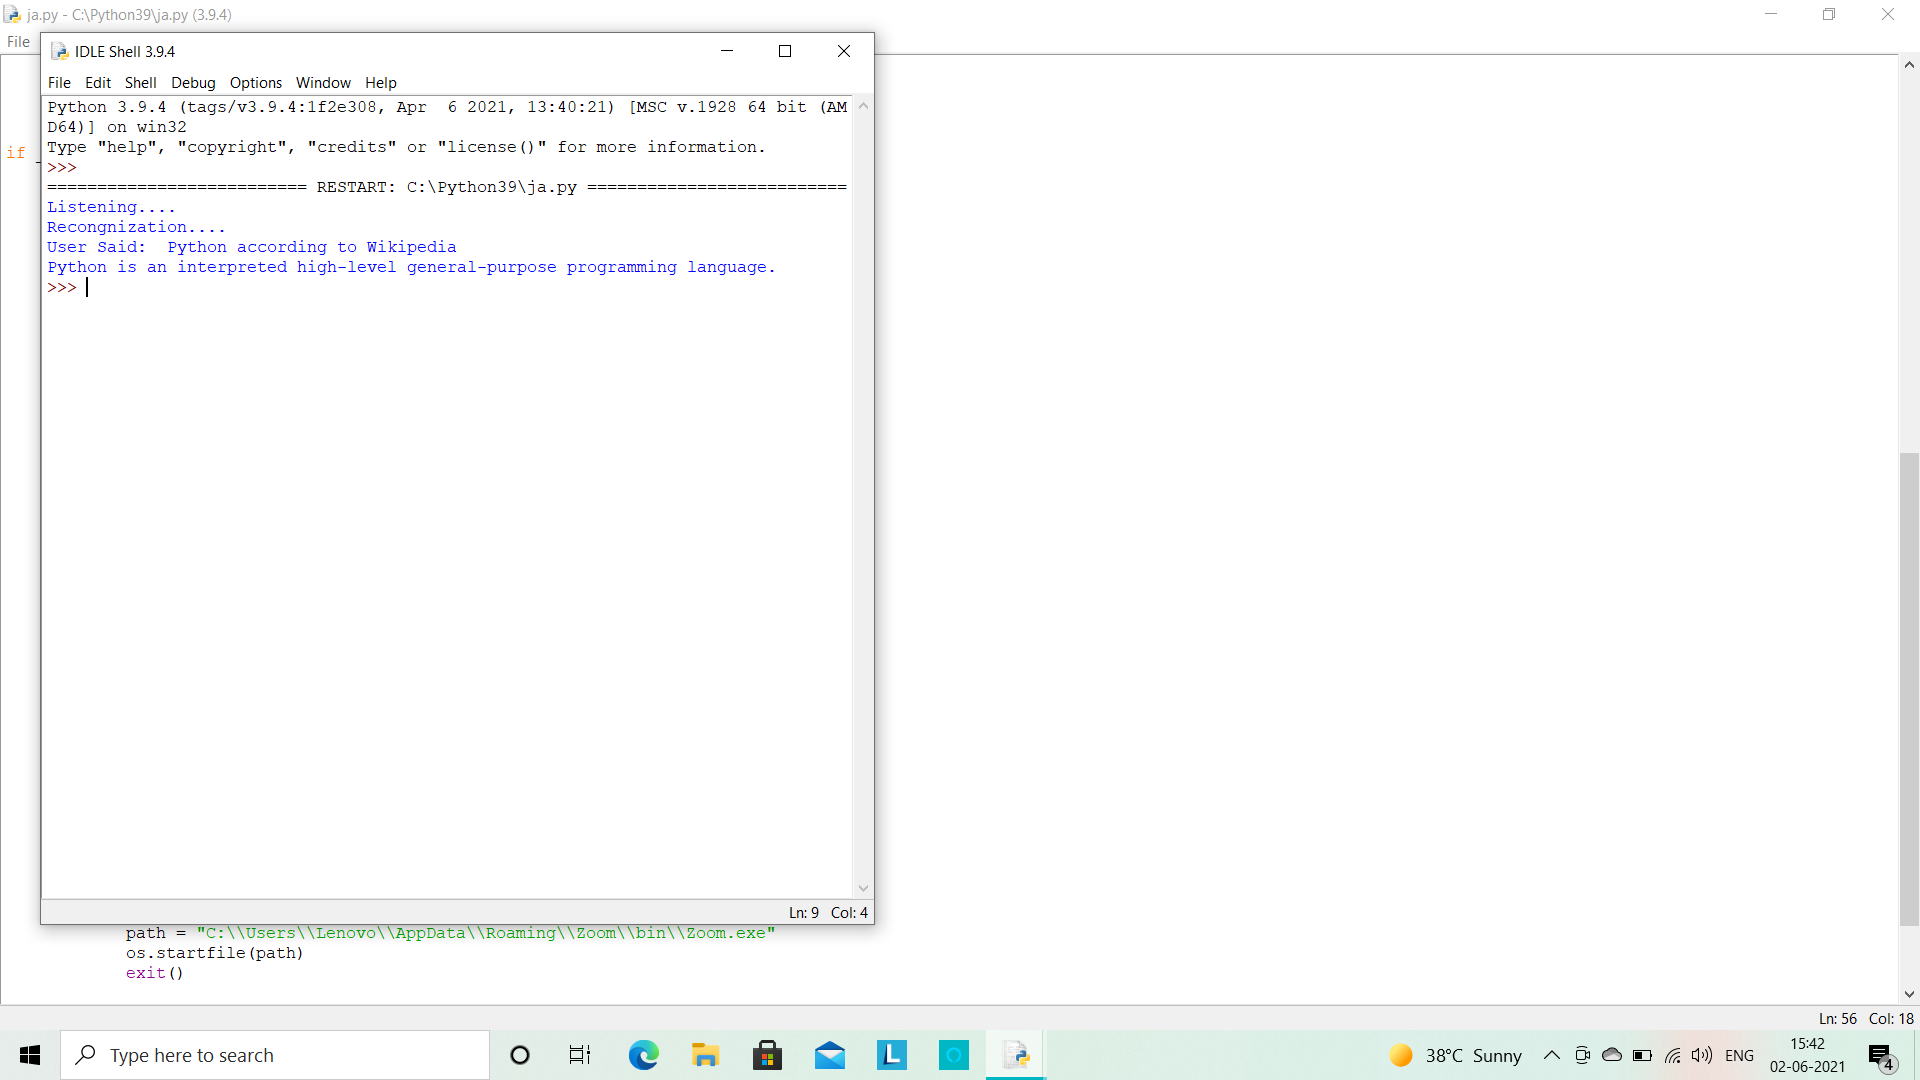 ja.py - C:\Python39\ja.py (3.9.4)
File
IDLE Shell 3.9.4
File Edit Shell Debug Options Window Help
Python 3.9.4 (tags/v3.9.4:1f2e308, Apr  6 2021, 13:40:21) [MSC v.1928 64 bit (AM
D64)] on win32
Type "help", "copyright", "credits" or "license()" for more information.
if
>>>
========================== RESTART: C:\Python39\ja.py ==========================
Listening....
Recongnization....
User Said:  Python according to Wikipedia
Python is an interpreted high-level general-purpose programming language.
>>>
Ln: 9 Col: 4
path = "C:\\Users\\Lenovo\\AppData\\Roaming\\Zoom\\bin\\Zoom.exe"
os.startfile(path)
exit()
Ln: 56 Col: 18
Type here to search
L
38°C Sunny
ENG
15:42
02-06-2021
4